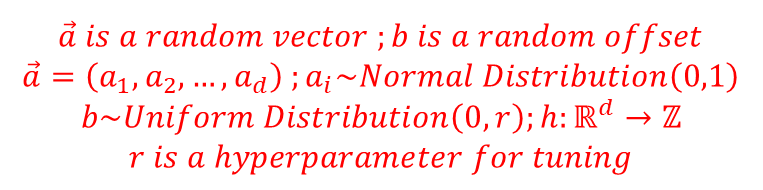 a⃗ is a random vector ; b is a random offset
a⃗ = (a₁, a₂, … , a_d) ; aᵢ~Normal Distribution(0,1)
b~Uniform Distribution(0, r); h: ℝᵈ → ℤ
r is a hyperparameter for tuning